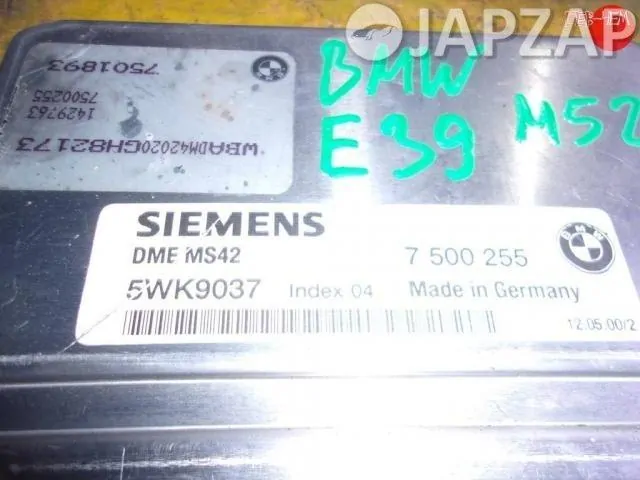 JAPZAP
7501893
7500255
1429763
WBADM42020GH82173
BMW
E39 M52
BMW
SIEMENS
DME MS42
7 500 255
5WK9037
Index 04
Made in Germany
12.05.00/2